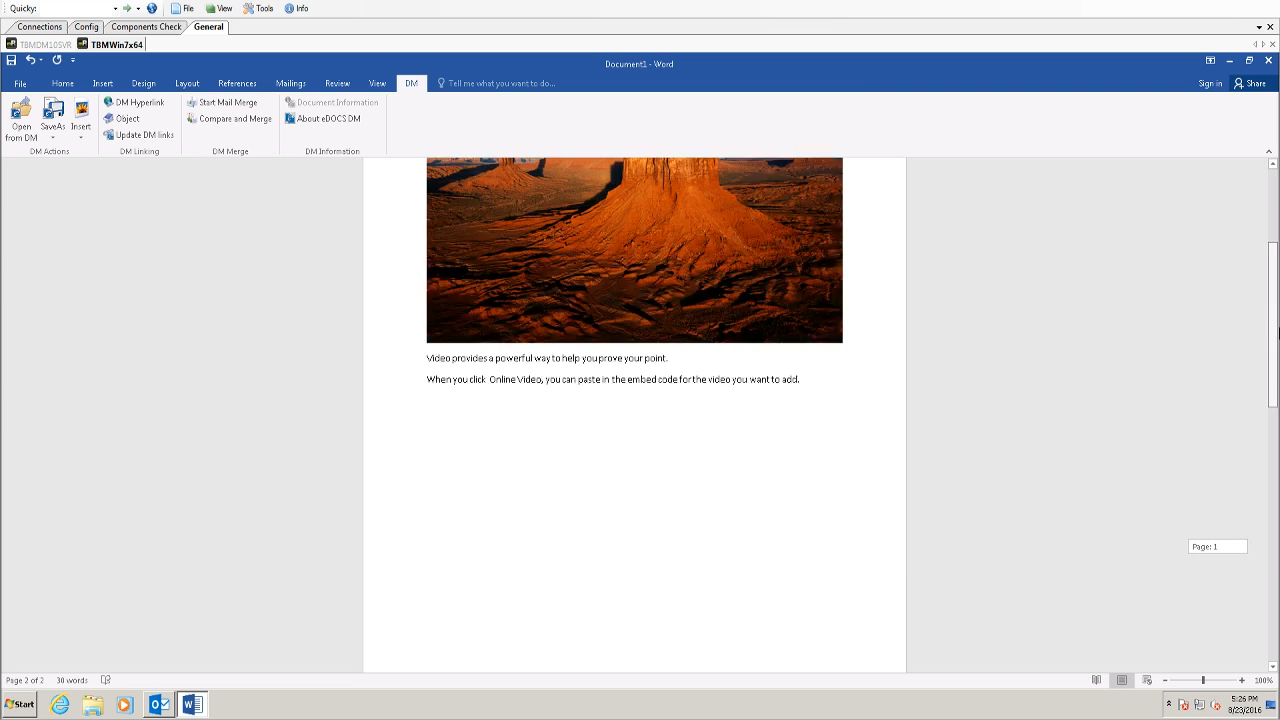 Quicky:
File
View
Tools
Info
Connections
Config
Components Check
General
TBMDM10SVR
TBMWin7x64
Document1 - Word
File
Home
Insert
Design
Layout
References
Mailings
Review
View
DM
Tell me what you want to do...
Sign in
Share
Open from DM
SaveAs
Insert
DM Actions
DM Hyperlink
Object
Update DM links
DM Linking
Start Mail Merge
Compare and Merge
DM Merge
Document Information
About eDOCS DM
DM Information
Video provides a powerful way to help you prove your point.
When you click Online Video, you can paste in the embed code for the video you want to add.
Page: 1
Page 2 of 2
30 words
100%
Start
5:26 PM
8/23/2016